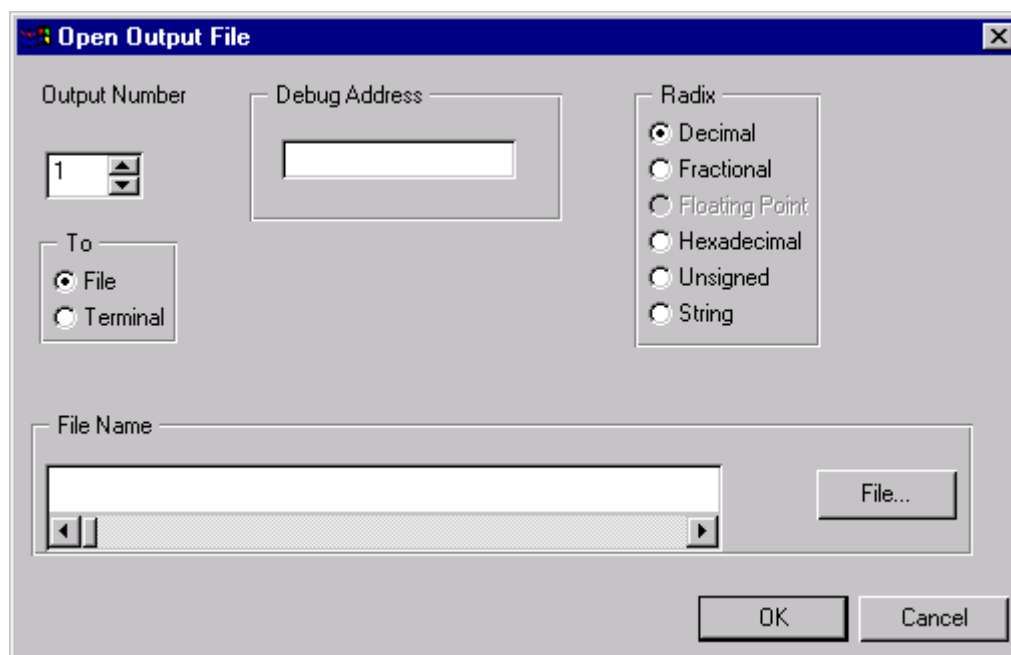 Open Output File
Output Number
1
Debug Address
Radix
Decimal
Fractional
Floating Point
Hexadecimal
Unsigned
String
To
File
Terminal
File Name
File...
OK
Cancel